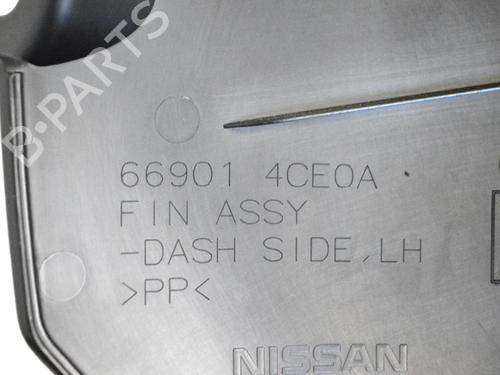 B-PARTS
66901 4CE0A
FIN ASSY
-DASH SIDE, LH
>PP<
NISSAN